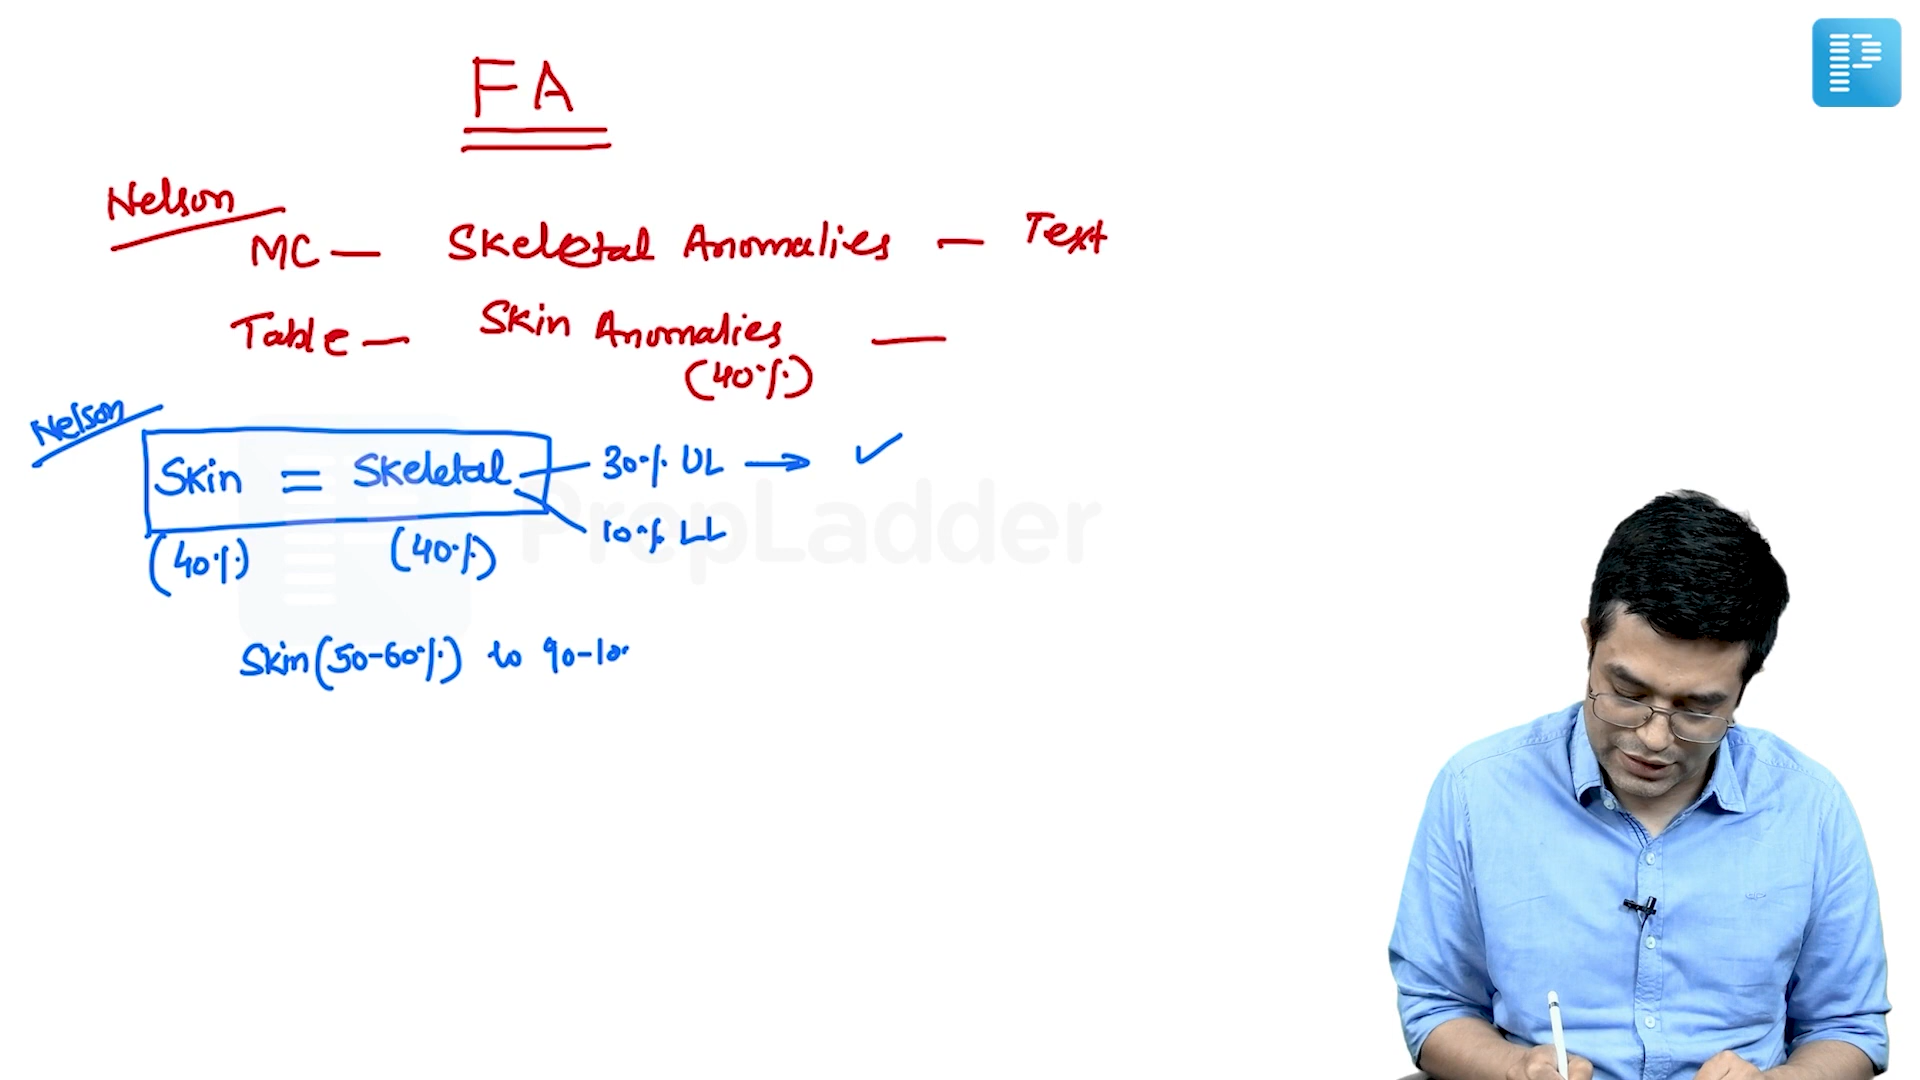 FA
Nelson
MC — Skeletal Anomalies — Text
Table — Skin Anomalies —
(40%)
Nelson
Skin = Skeletal 30% UL → ✓
10% LL
(40%) (40%)
PrepLadder
Skin (50-60%) to 90-10